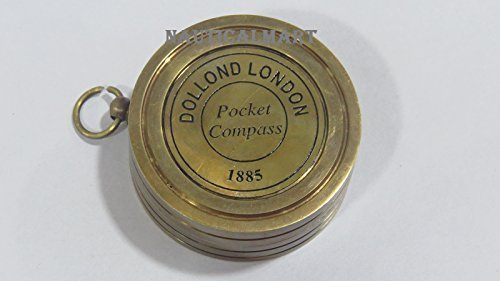 NAUTICALMART
DOLLOND LONDON
Pocket
Compass
1885